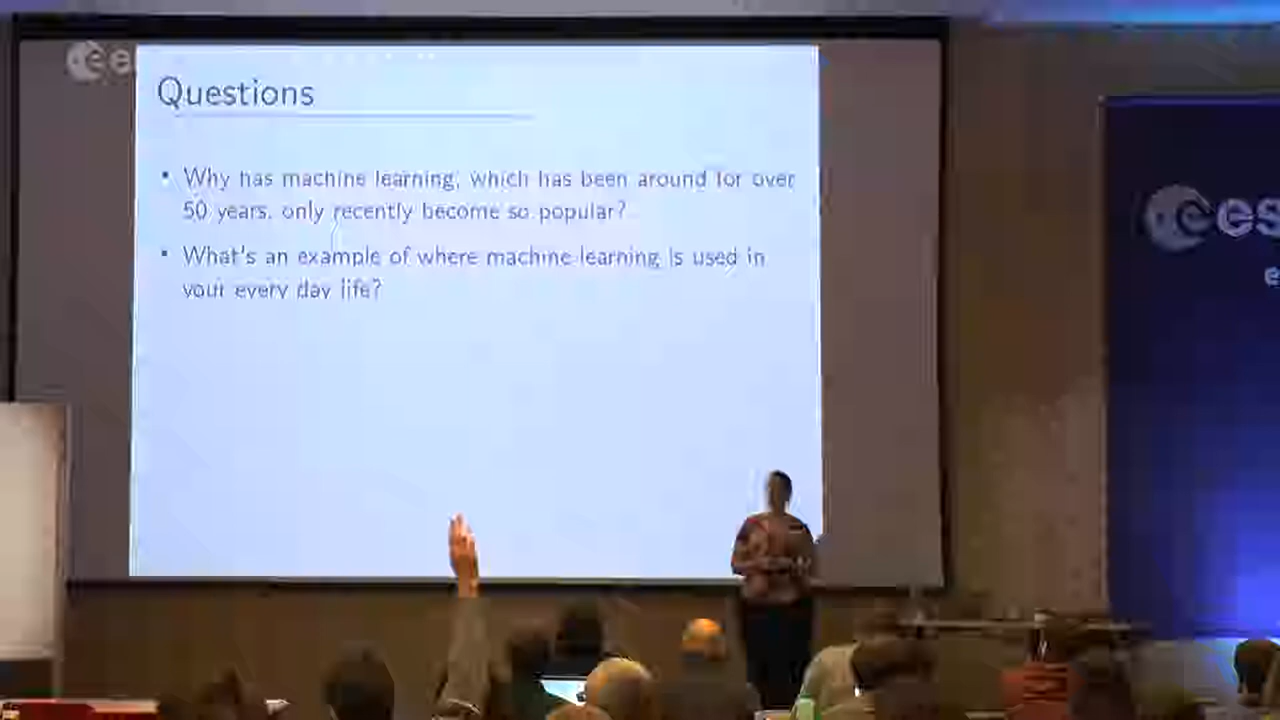 Questions
• Why has machine learning, which has been around for over
50 years, only recently become so popular?
• What's an example of where machine learning is used in
your every day life?
es